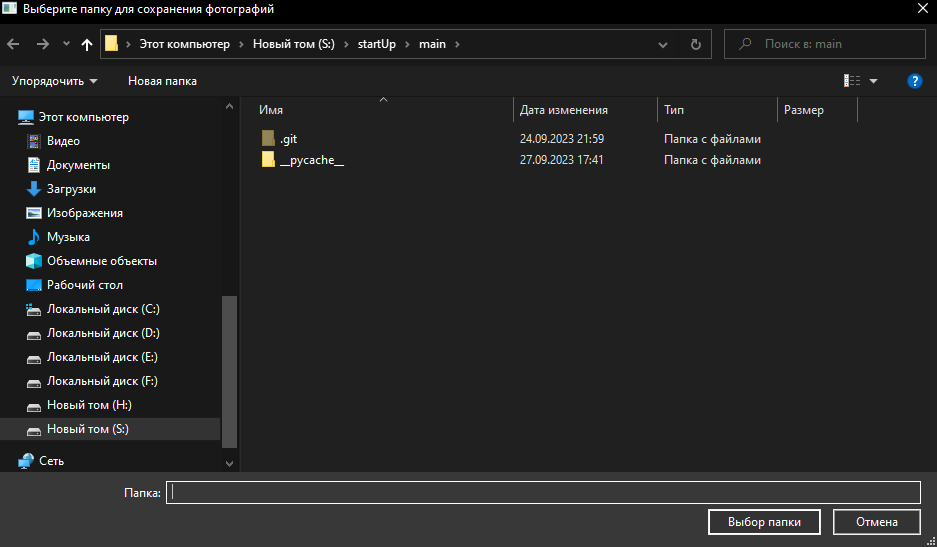 Выберите папку для сохранения фотографий
Этот компьютер > Новый том (S:) > startUp > main >
Поиск в: main
Упорядочить
Новая папка
Имя
Дата изменения
Тип
Размер
.git
24.09.2023 21:59
Папка с файлами
__pycache__
27.09.2023 17:41
Папка с файлами
Этот компьютер
Видео
Документы
Загрузки
Изображения
Музыка
Объемные объекты
Рабочий стол
Локальный диск (C:)
Локальный диск (D:)
Локальный диск (E:)
Локальный диск (F:)
Новый том (H:)
Новый том (S:)
Сеть
Папка:
Выбор папки
Отмена